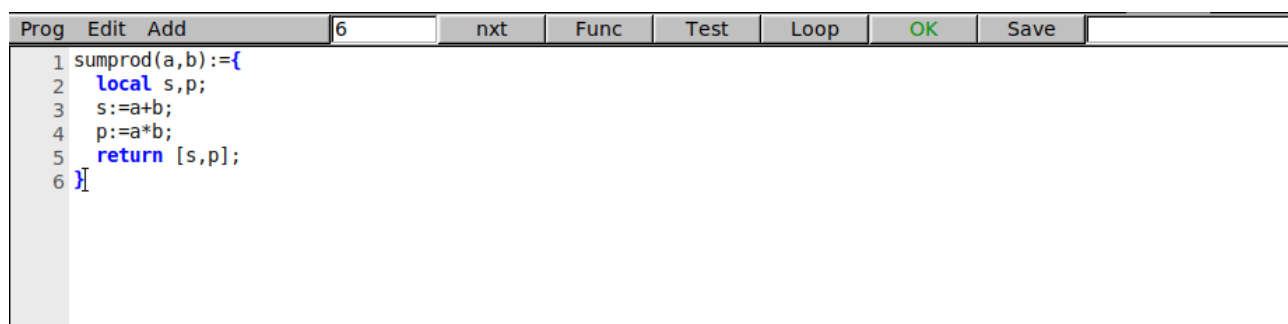 Prog Edit Add 6 nxt Func Test Loop OK Save
1 sumprod(a,b):={
2 local s,p;
3 s:=a+b;
4 p:=a*b;
5 return [s,p];
6 }